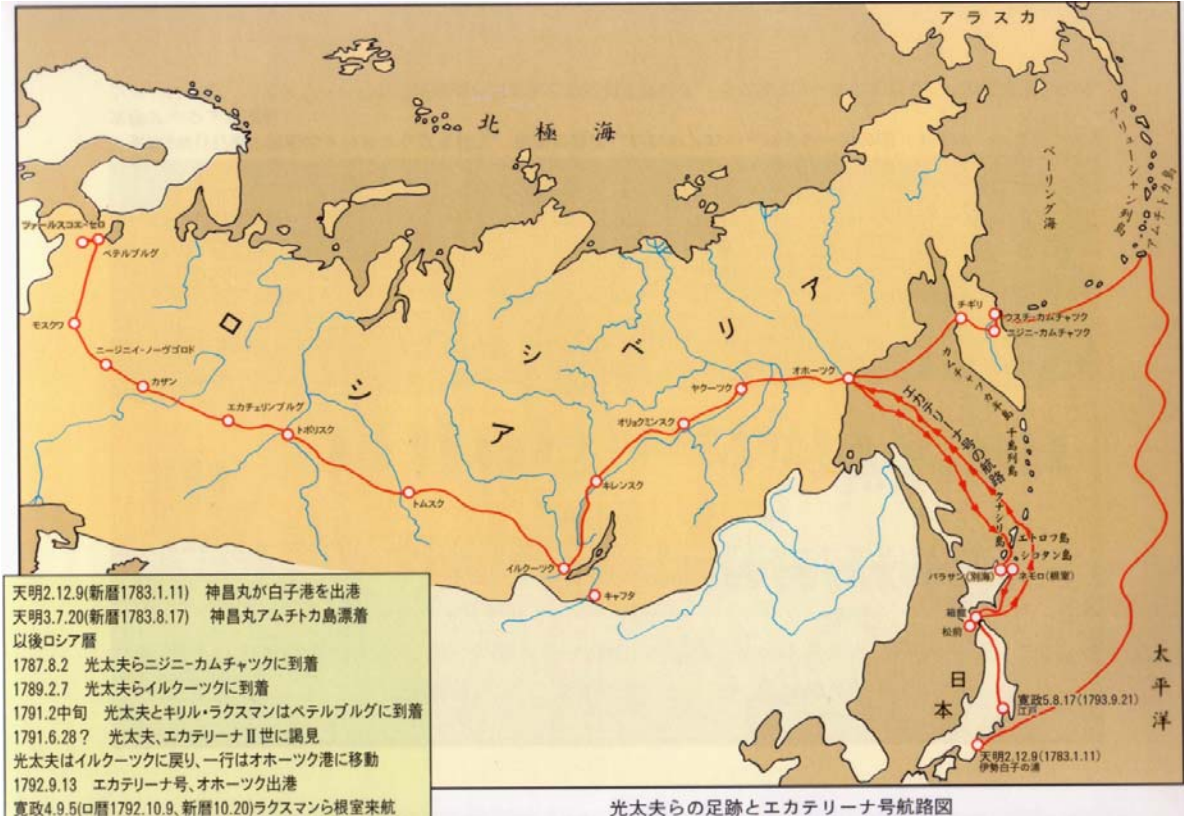 アラスカ
北極海
ベーリング海
アリューシャン列島
アムチトカ島
ツァールスコエ-セロ
ペテルブルグ
モスクワ
ニージニイ-ノーヴゴロド
カザン
エカチェリンブルグ
トボリスク
トムスク
ロシア
シベリア
イルクーツク
キャフタ
キレンスク
オリョクミンスク
ヤクーツク
オホーツク
チギリ
ウスチ-カムチャツク
ニジニ-カムチャツク
カムチャツカ半島
千島列島
エカテリーナ号の航路
クナシリ島
エトロフ島
シコタン島
バラサン(別海)
ネモロ(根室)
箱館
松前
日本
太平洋
寛政5.8.17(1793.9.21)
江戸
天明2.12.9(1783.1.11)
伊勢白子の浦
天明2.12.9(新暦1783.1.11) 神昌丸が白子港を出港
天明3.7.20(新暦1783.8.17) 神昌丸アムチトカ島漂着
以後ロシア暦
1787.8.2 光太夫らニジニ-カムチャツクに到着
1789.2.7 光太夫らイルクーツクに到着
1791.2中旬 光太夫とキリル・ラクスマンはペテルブルグに到着
1791.6.28? 光太夫、エカテリーナⅡ世に謁見
光太夫はイルクーツクに戻り、一行はオホーツク港に移動
1792.9.13 エカテリーナ号、オホーツク出港
寛政4.9.5(ロ暦1792.10.9、新暦10.20)ラクスマンら根室来航
光太夫らの足跡とエカテリーナ号航路図